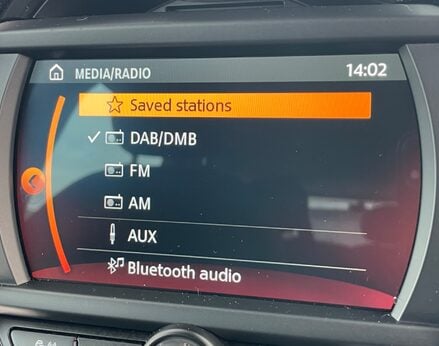 MEDIA/RADIO
14:02
Saved stations
DAB/DMB
FM
AM
AUX
Bluetooth audio